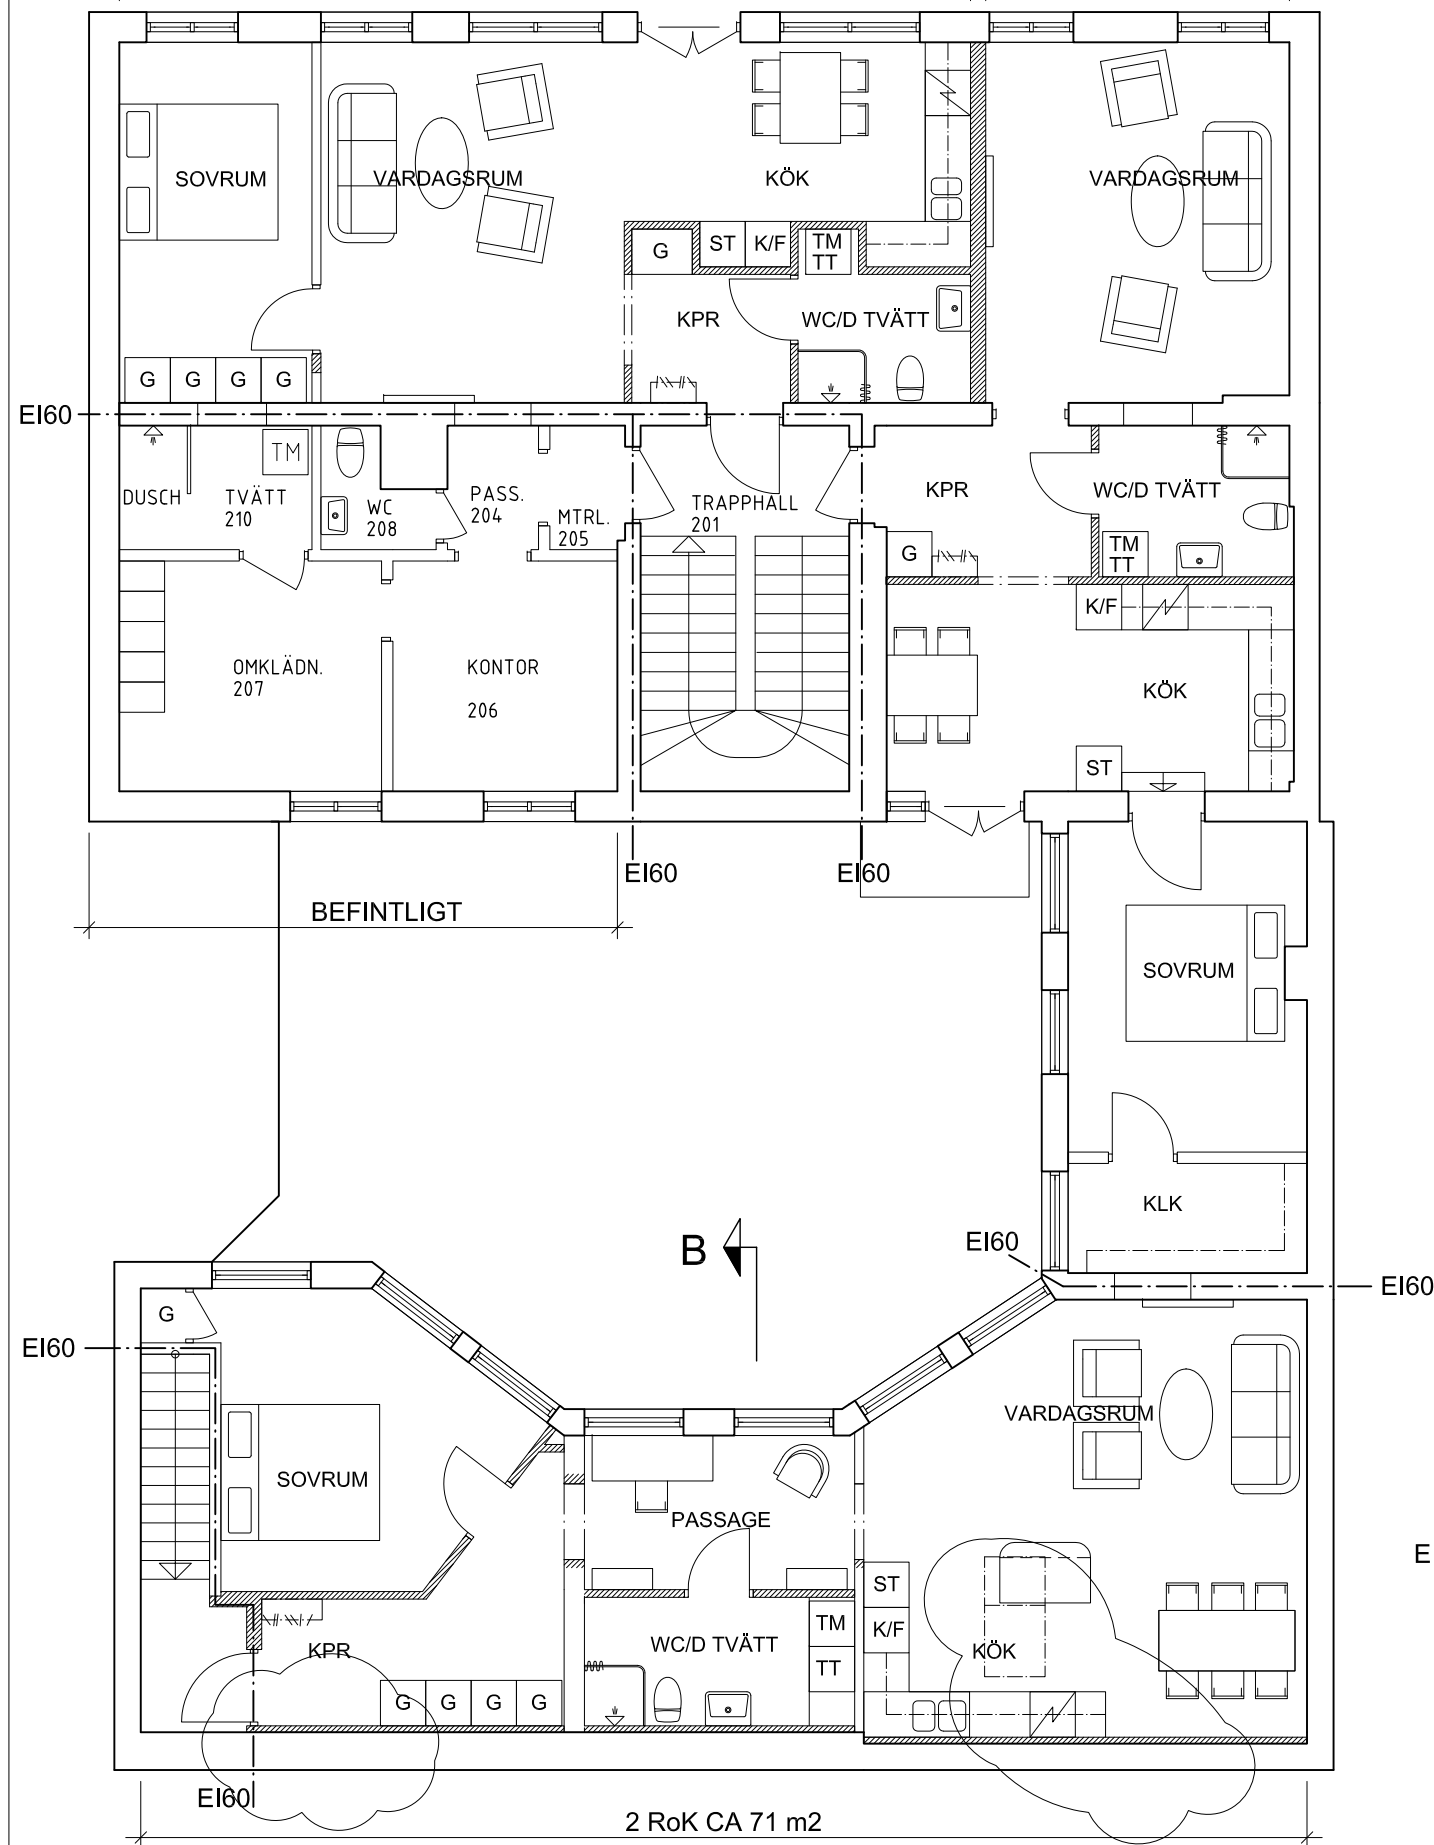 SOVRUM
VARDAGSRUM
KÖK
VARDAGSRUM
G
ST
K/F
TM
TT
KPR
WC/D TVÄTT
G
G
G
G
EI60
DUSCH
TVÄTT
210
TM
WC
208
PASS.
204
MTRL.
205
TRAPPHALL
201
KPR
WC/D TVÄTT
G
TM
TT
K/F
OMKLÄDN.
207
KONTOR
206
KÖK
ST
EI60
EI60
BEFINTLIGT
SOVRUM
KLK
B
EI60
EI60
G
EI60
VARDAGSRUM
SOVRUM
PASSAGE
E
ST
K/F
KÖK
TM
TT
WC/D TVÄTT
KPR
G
G
G
G
EI60
2 RoK CA 71 m2